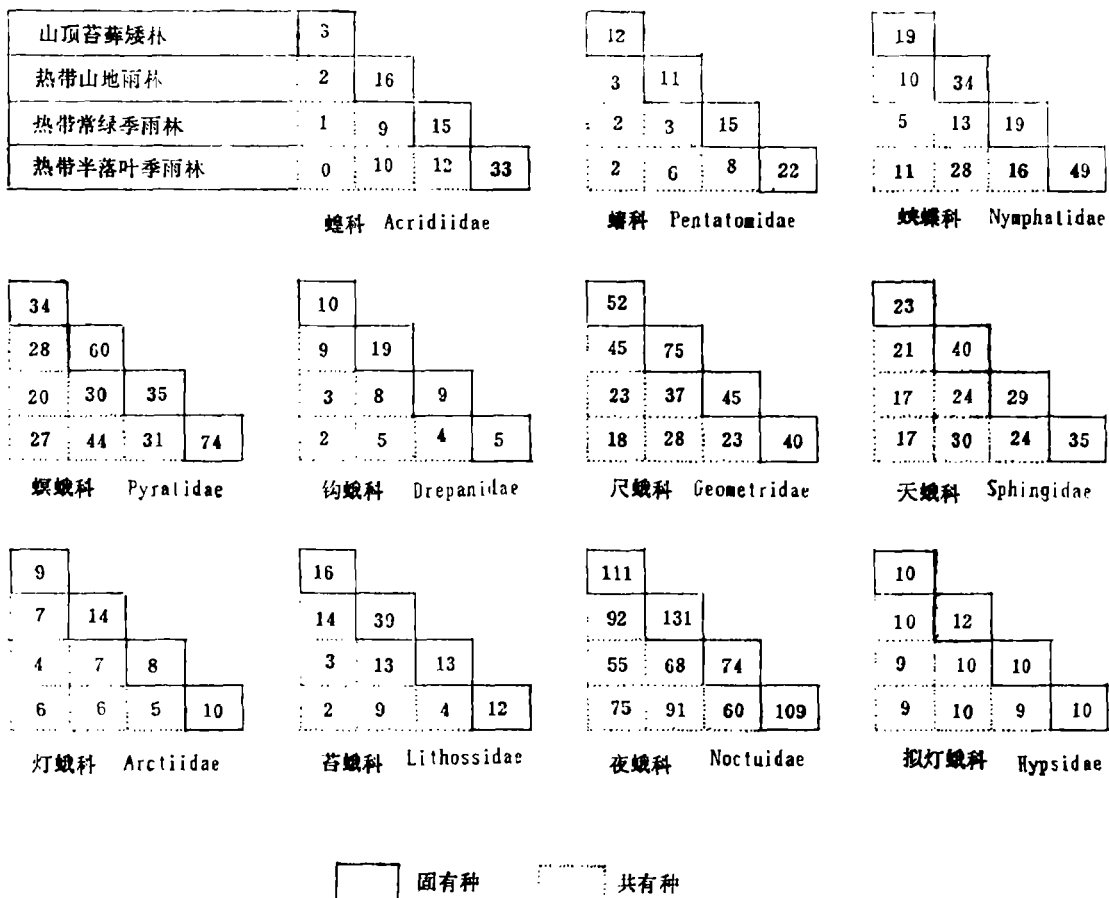 山顶苔藓矮林 3 12 19
热带山地雨林 2 16 3 11 10 34
热带常绿季雨林 1 9 15 2 3 15 5 13 19
热带半落叶季雨林 0 10 12 33 2 6 8 22 11 28 16 49
蝗科 Acridiidae 蝽科 Pentatomidae 蛱蝶科 Nymphalidae
34 10 52 23
28 60 9 19 45 75 21 40
20 30 35 3 8 9 23 37 45 17 24 29
27 44 31 74 2 5 4 5 18 28 23 40 17 30 24 35
螟蛾科 Pyralidae 钩蛾科 Drepanidae 尺蛾科 Geometridae 天蛾科 Sphingidae
9 16 111 10
7 14 14 39 92 131 10 12
4 7 8 3 13 13 55 68 74 9 10 10
6 6 5 10 2 9 4 12 75 91 60 109 9 10 9 10
灯蛾科 Arctiidae 苔蛾科 Lithossidae 夜蛾科 Noctuidae 拟灯蛾科 Hypsidae
固有种 共有种